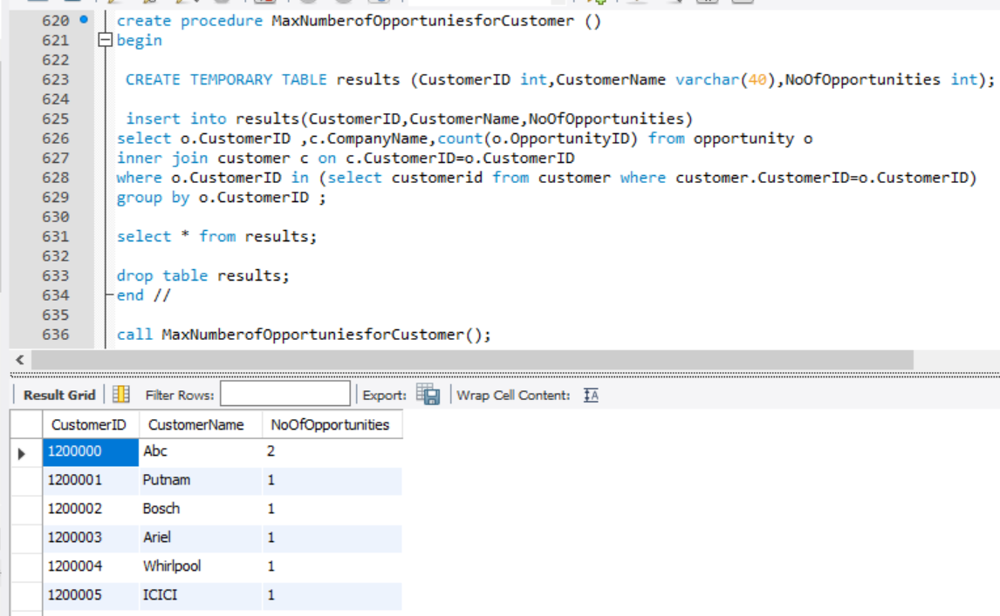 620 create procedure MaxNumberofOpportuniesforCustomer ()
621 begin
622
623 CREATE TEMPORARY TABLE results (CustomerID int,CustomerName varchar(40),NoOfOpportunities int);
624
625 insert into results(CustomerID,CustomerName,NoOfOpportunities)
626 select o.CustomerID ,c.CompanyName,count(o.OpportunityID) from opportunity o
627 inner join customer c on c.CustomerID=o.CustomerID
628 where o.CustomerID in (select customerid from customer where customer.CustomerID=o.CustomerID)
629 group by o.CustomerID ;
630
631 select * from results;
632
633 drop table results;
634 end //
635
636 call MaxNumberofOpportuniesforCustomer();
Result Grid Filter Rows: Export: Wrap Cell Content: IA
CustomerID CustomerName NoOfOpportunities
1200000 Abc 2
1200001 Putnam 1
1200002 Bosch 1
1200003 Ariel 1
1200004 Whirlpool 1
1200005 ICICI 1